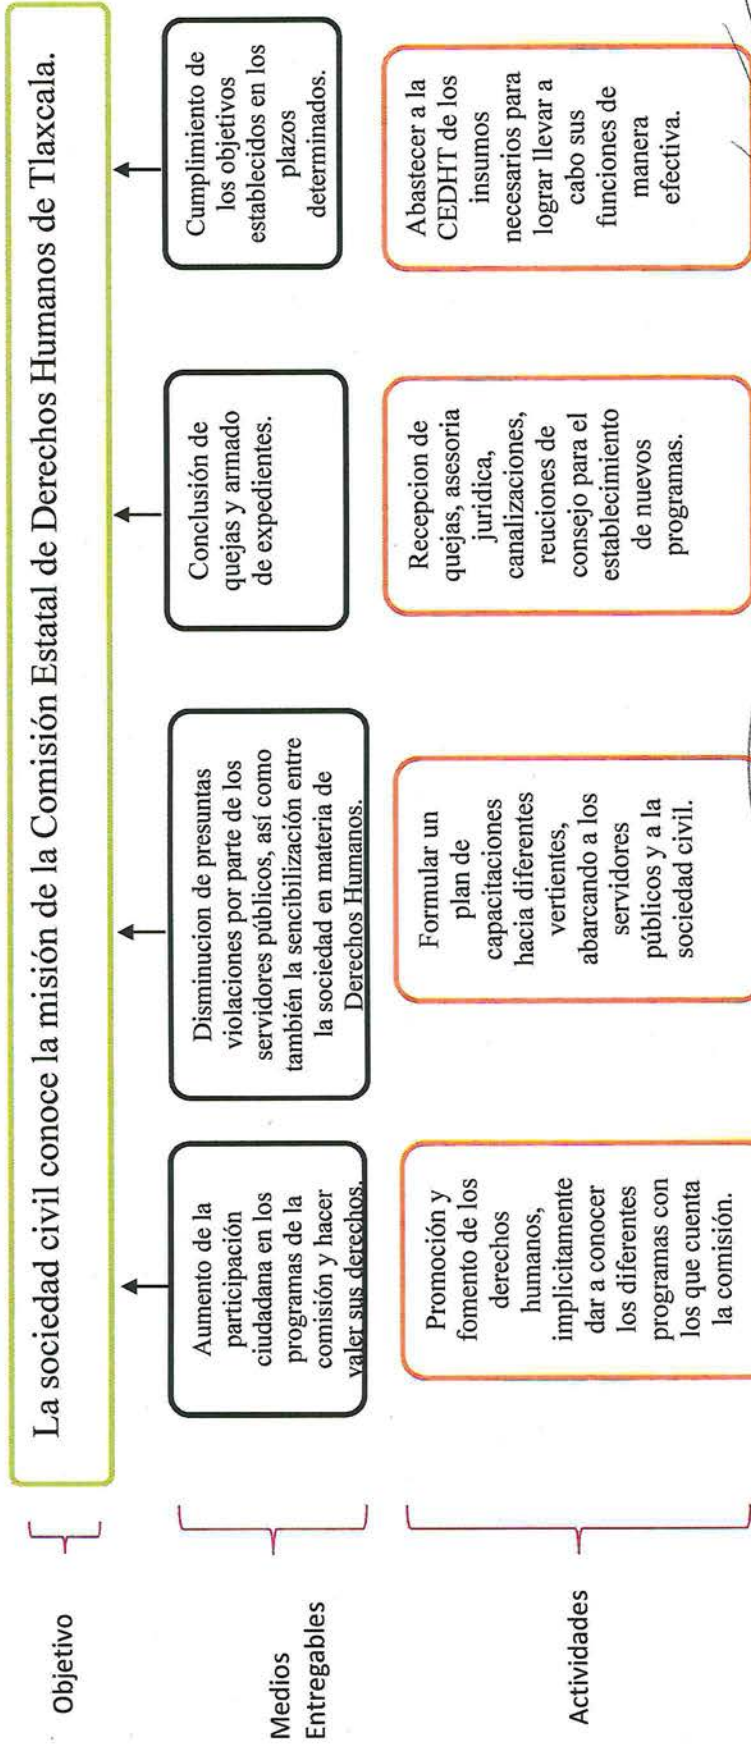 Objetivo
La sociedad civil conoce la misión de la Comisión Estatal de Derechos Humanos de Tlaxcala.
Medios
Entregables
Aumento de la
participación
ciudadana en los
programas de la
comisión y hacer
valer sus derechos.
Disminucion de presuntas
violaciones por parte de los
servidores públicos, así como
también la sencibilización entre
la sociedad en materia de
Derechos Humanos.
Conclusión de
quejas y armado
de expedientes.
Cumplimiento de
los objetivos
establecidos en los
plazos
determinados.
Actividades
Promoción y
fomento de los
derechos
humanos,
implicitamente
dar a conocer
los diferentes
programas con
los que cuenta
la comisión.
Formular un
plan de
capacitaciones
hacia diferentes
vertientes,
abarcando a los
servidores
públicos y a la
sociedad civil.
Recepcion de
quejas, asesoria
juridica,
canalizaciones,
reuciones de
consejo para el
establecimiento
de nuevos
programas.
Abastecer a la
CEDHT de los
insumos
necesarios para
lograr llevar a
cabo sus
funciones de
manera
efectiva.